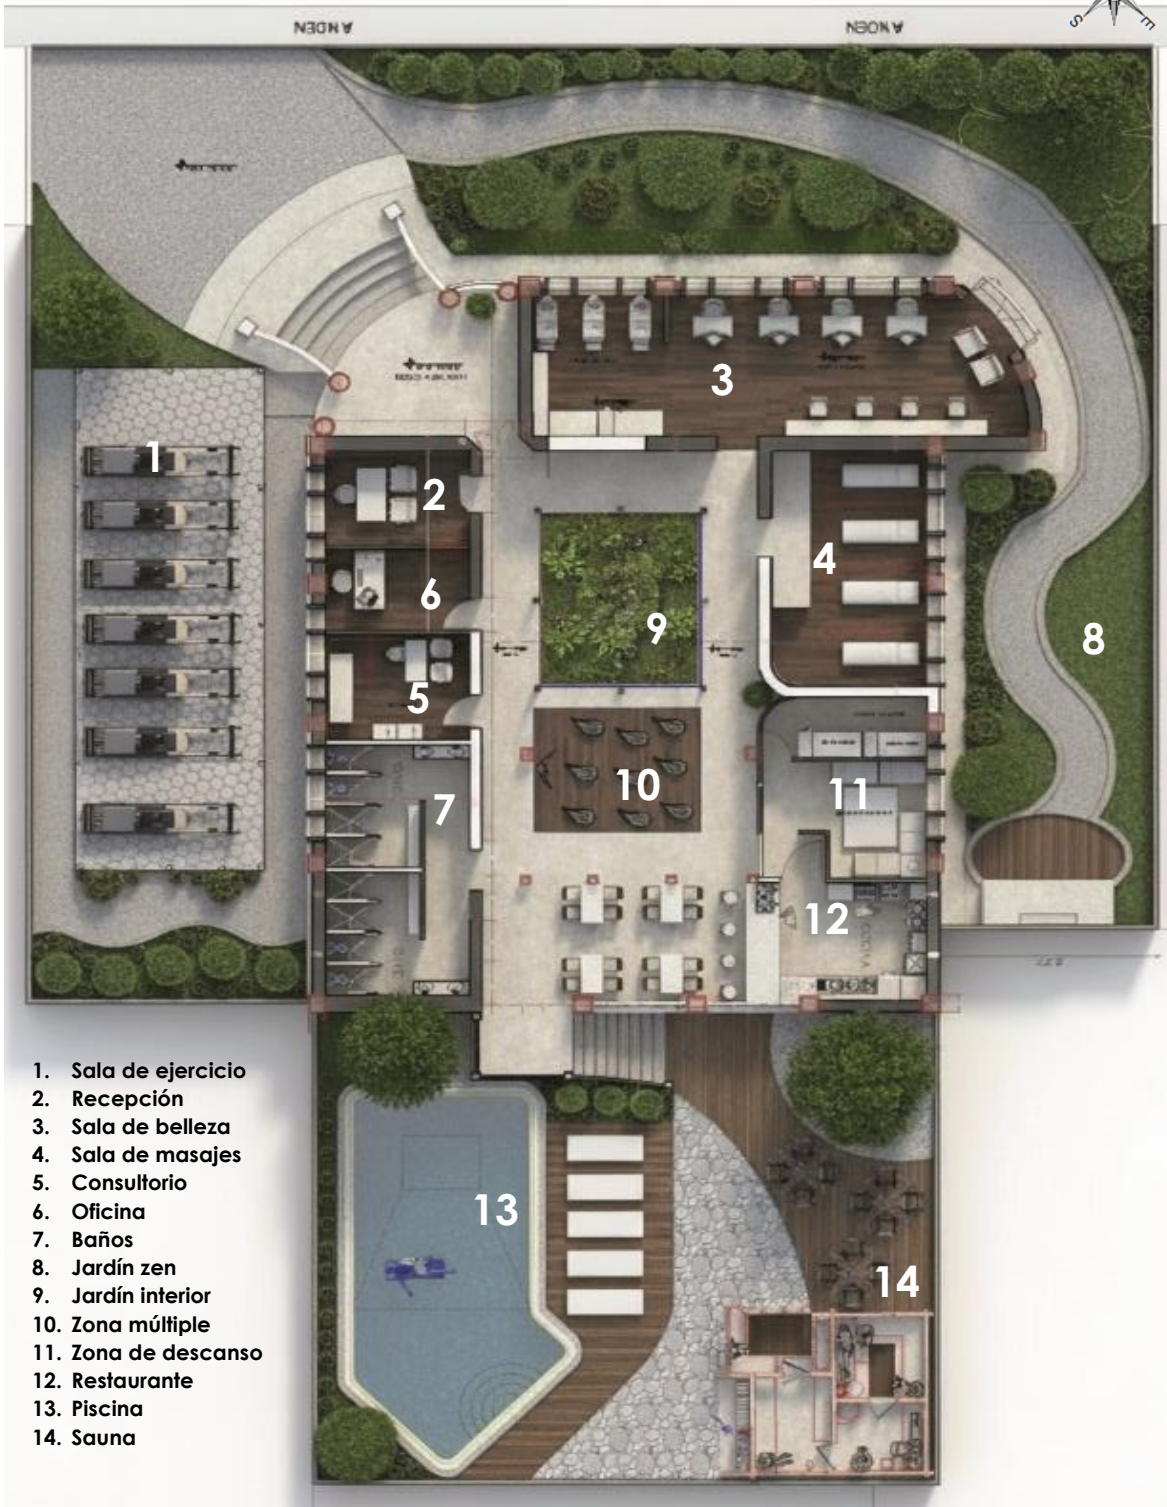 ANDEN
ANDEN
S
E
3
1
2
4
6
9
8
5
10
11
7
12
COCINA
1. Sala de ejercicio
2. Recepción
3. Sala de belleza
4. Sala de masajes
5. Consultorio
6. Oficina
7. Baños
8. Jardín zen
9. Jardín interior
10. Zona múltiple
11. Zona de descanso
12. Restaurante
13. Piscina
14. Sauna
13
14